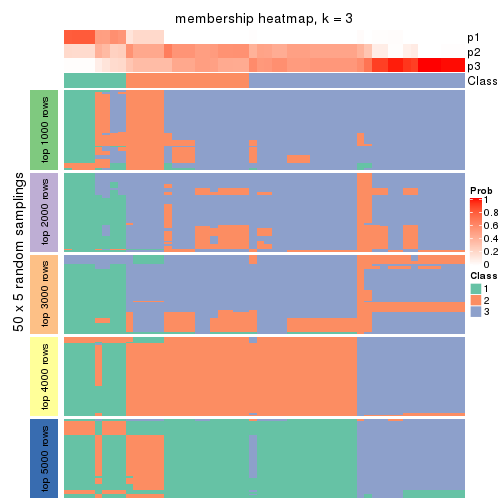 membership heatmap, k = 3
p1
p2
p3
Class
50 x 5 random samplings
top 1000 rows
top 2000 rows
top 3000 rows
top 4000 rows
top 5000 rows
Prob
1
0.8
0.6
0.4
0.2
0
Class
1
2
3